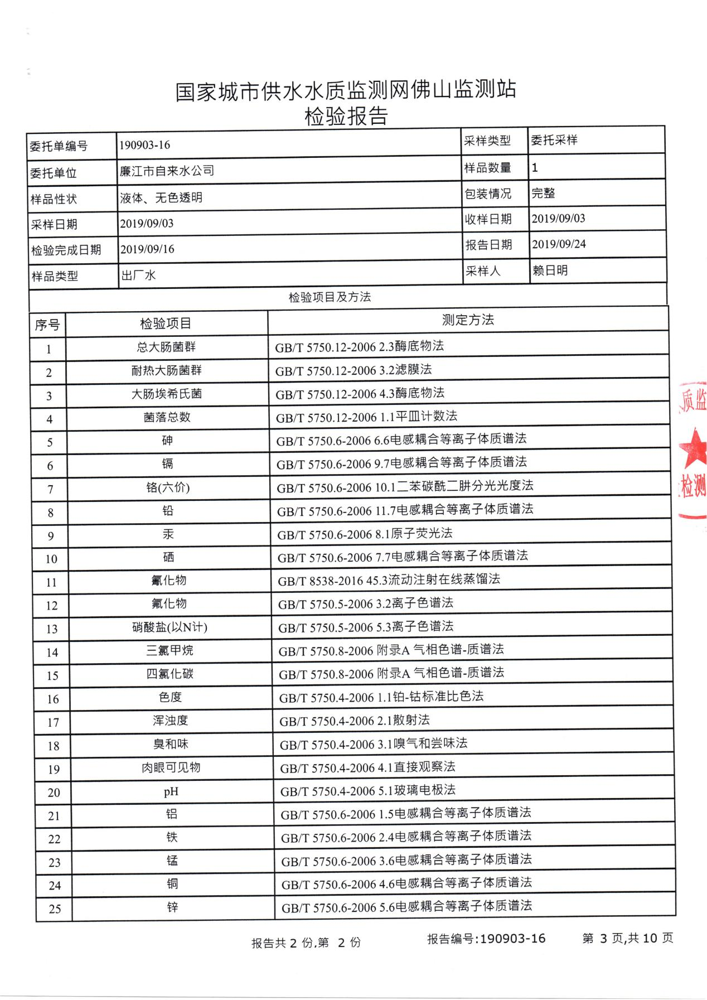 国家城市供水水质监测网佛山监测站
检验报告
委托单编号 190903-16 采样类型 委托采样
委托单位 廉江市自来水公司 样品数量 1
样品性状 液体、无色透明 包装情况 完整
采样日期 2019/09/03 收样日期 2019/09/03
检验完成日期 2019/09/16 报告日期 2019/09/24
样品类型 出厂水 采样人 赖日明
检验项目及方法
序号 检验项目 测定方法
1 总大肠菌群 GB/T 5750.12-2006 2.3酶底物法
2 耐热大肠菌群 GB/T 5750.12-2006 3.2滤膜法
3 大肠埃希氏菌 GB/T 5750.12-2006 4.3酶底物法
4 菌落总数 GB/T 5750.12-2006 1.1平皿计数法
5 砷 GB/T 5750.6-2006 6.6电感耦合等离子体质谱法
6 镉 GB/T 5750.6-2006 9.7电感耦合等离子体质谱法
7 铬(六价) GB/T 5750.6-2006 10.1二苯碳酰二肼分光光度法
8 铅 GB/T 5750.6-2006 11.7电感耦合等离子体质谱法
9 汞 GB/T 5750.6-2006 8.1原子荧光法
10 硒 GB/T 5750.6-2006 7.7电感耦合等离子体质谱法
11 氰化物 GB/T 8538-2016 45.3流动注射在线蒸馏法
12 氟化物 GB/T 5750.5-2006 3.2离子色谱法
13 硝酸盐(以N计) GB/T 5750.5-2006 5.3离子色谱法
14 三氯甲烷 GB/T 5750.8-2006 附录A 气相色谱-质谱法
15 四氯化碳 GB/T 5750.8-2006 附录A 气相色谱-质谱法
16 色度 GB/T 5750.4-2006 1.1铂-钴标准比色法
17 浑浊度 GB/T 5750.4-2006 2.1散射法
18 臭和味 GB/T 5750.4-2006 3.1嗅气和尝味法
19 肉眼可见物 GB/T 5750.4-2006 4.1直接观察法
20 pH GB/T 5750.4-2006 5.1玻璃电极法
21 铝 GB/T 5750.6-2006 1.5电感耦合等离子体质谱法
22 铁 GB/T 5750.6-2006 2.4电感耦合等离子体质谱法
23 锰 GB/T 5750.6-2006 3.6电感耦合等离子体质谱法
24 铜 GB/T 5750.6-2006 4.6电感耦合等离子体质谱法
25 锌 GB/T 5750.6-2006 5.6电感耦合等离子体质谱法
质监
检测
报告共 2 份,第 2 份 报告编号:190903-16 第 3 页,共 10 页